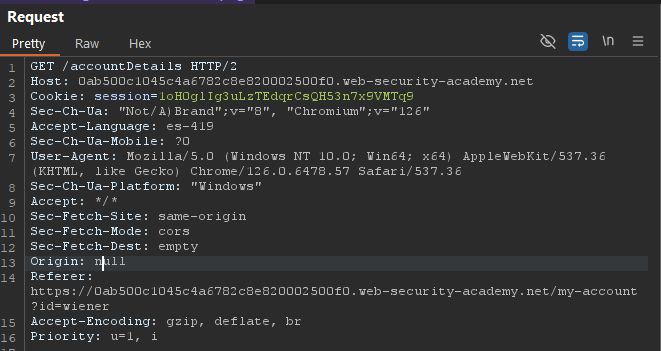 Request
Pretty Raw Hex
\n
1 GET /accountDetails HTTP/2
2 Host: 0ab500c1045c4a6782c8e820002500f0.web-security-academy.net
3 Cookie: session=1oHOglIg3uLzTEdqrCsQH53n7x9VMTq9
4 Sec-Ch-Ua: "Not/A)Brand";v="8", "Chromium";v="126"
5 Accept-Language: es-419
6 Sec-Ch-Ua-Mobile: ?0
7 User-Agent: Mozilla/5.0 (Windows NT 10.0; Win64; x64) AppleWebKit/537.36
(KHTML, like Gecko) Chrome/126.0.6478.57 Safari/537.36
8 Sec-Ch-Ua-Platform: "Windows"
9 Accept: */*
10 Sec-Fetch-Site: same-origin
11 Sec-Fetch-Mode: cors
12 Sec-Fetch-Dest: empty
13 Origin: null
14 Referer:
https://0ab500c1045c4a6782c8e820002500f0.web-security-academy.net/my-account
?id=wiener
15 Accept-Encoding: gzip, deflate, br
16 Priority: u=1, i